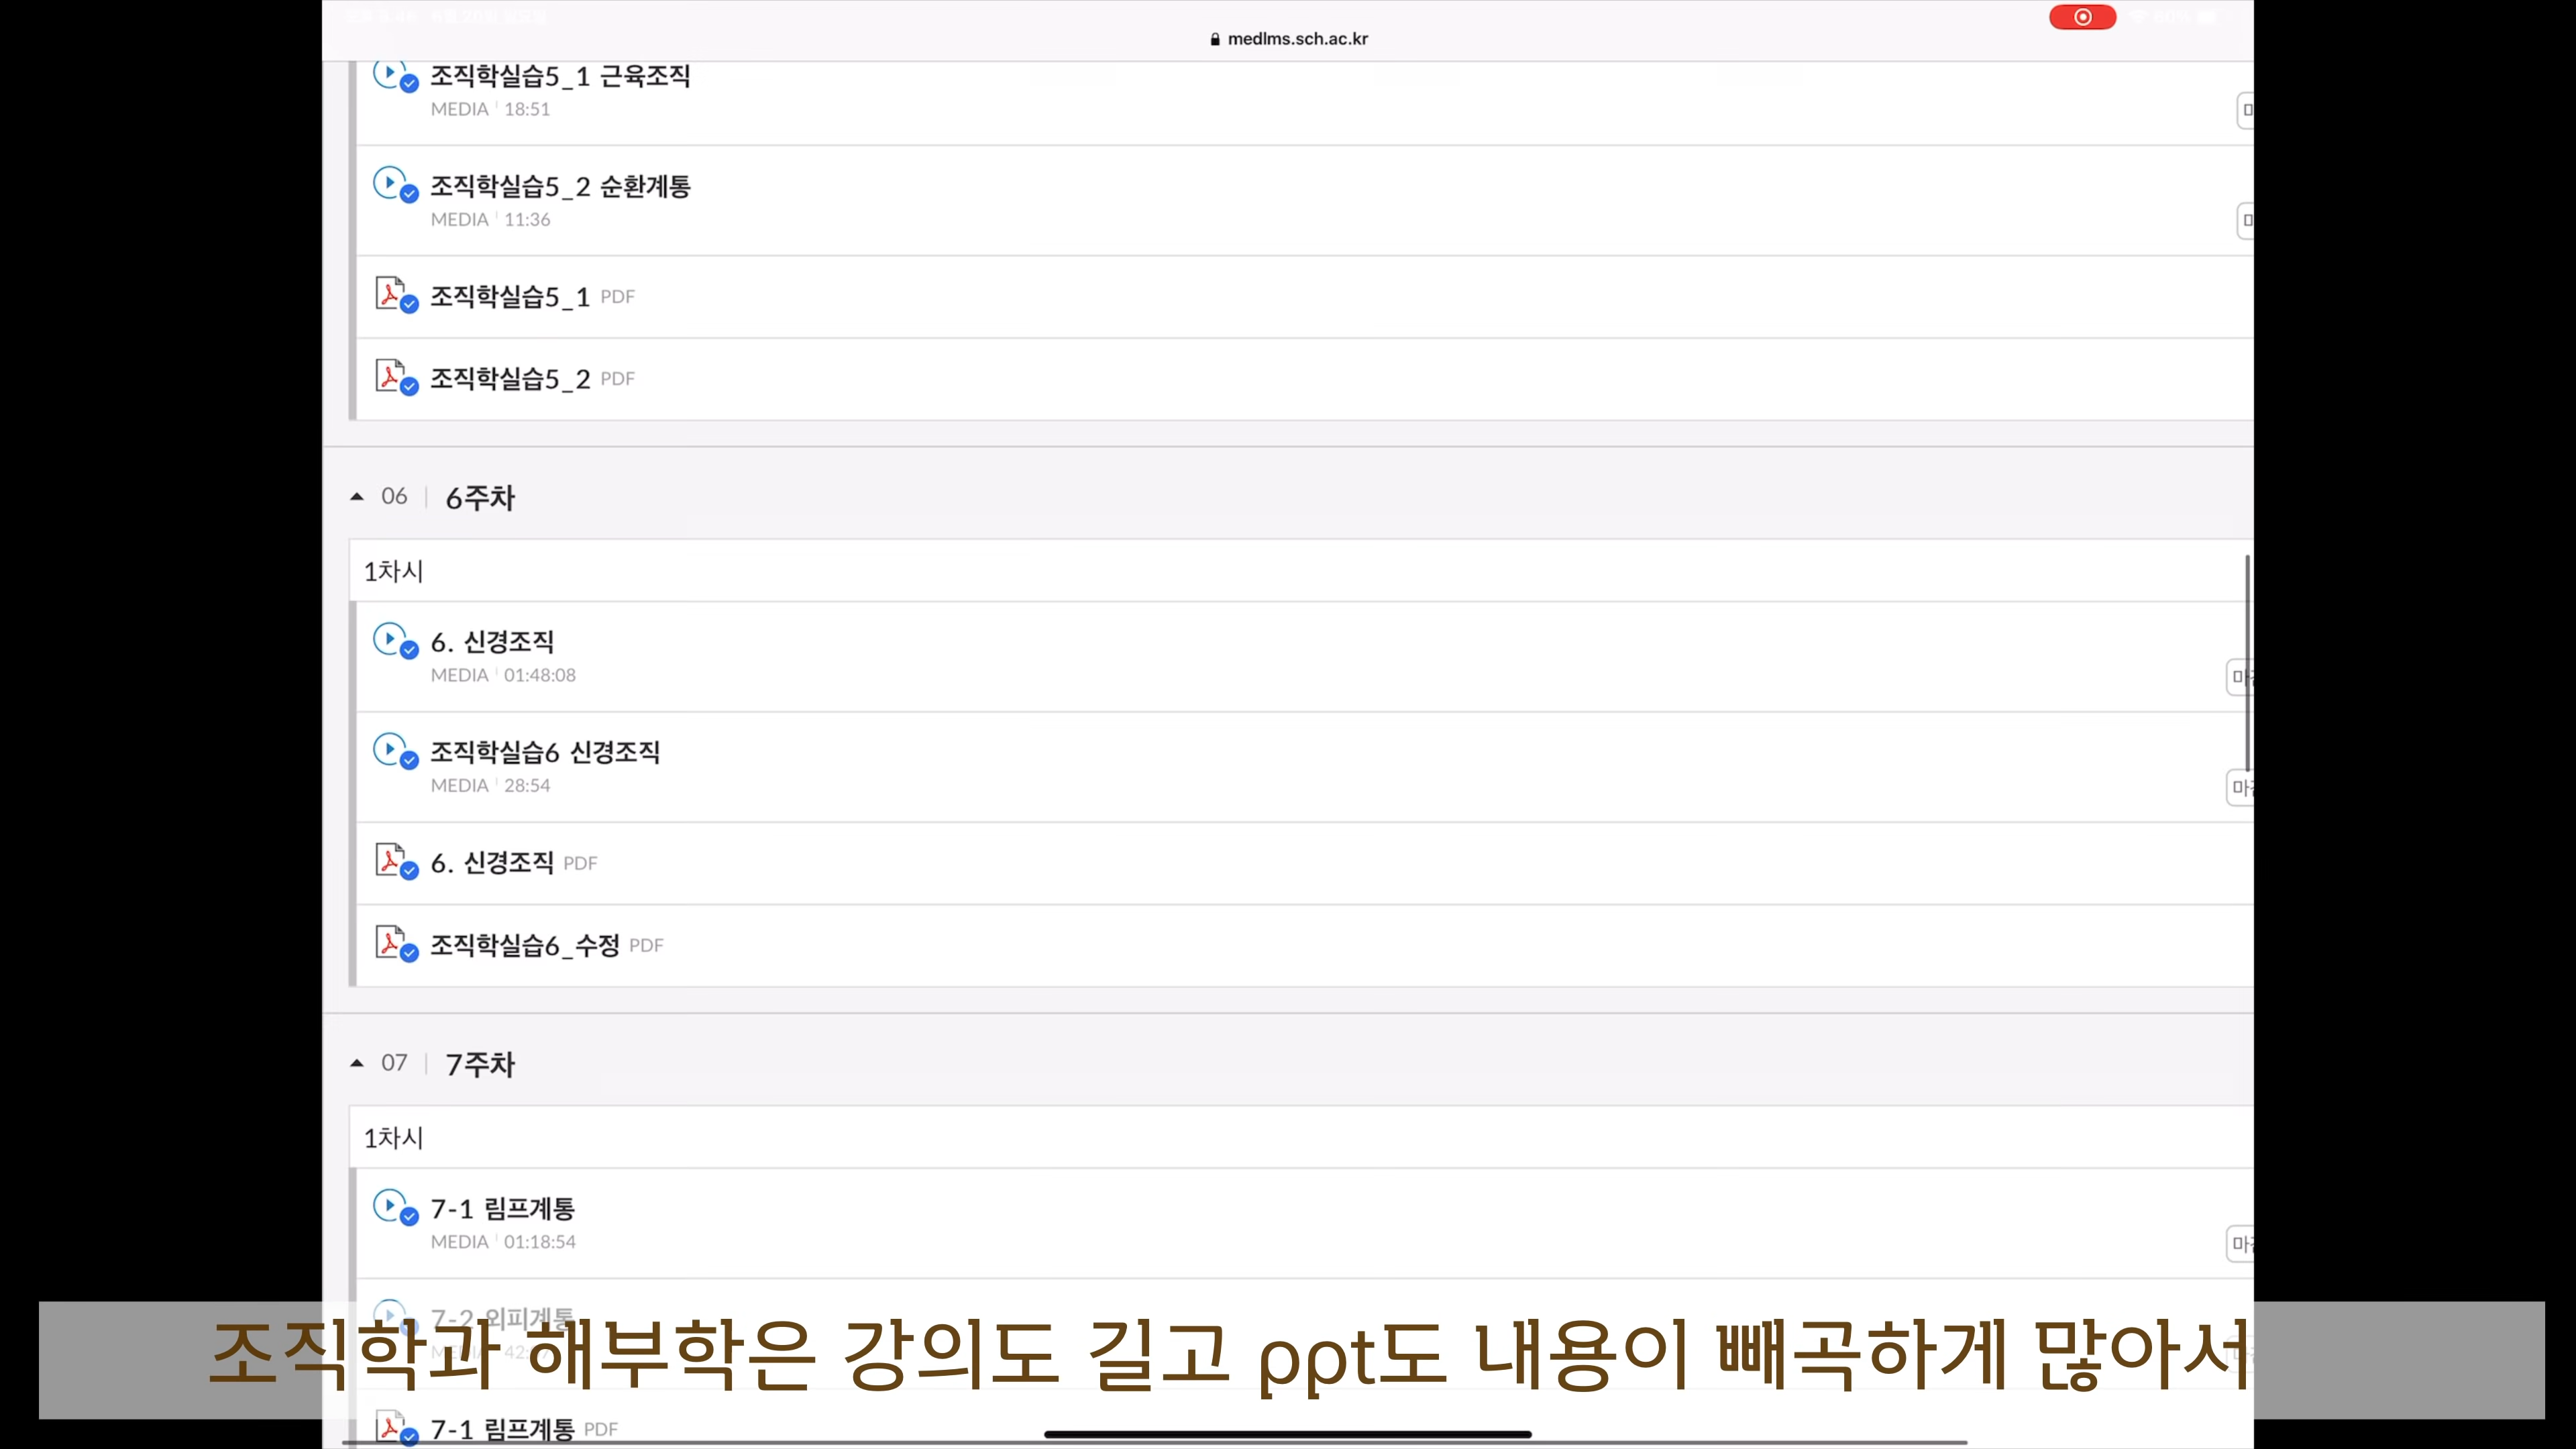 medlms.sch.ac.kr
조직학실습5_1 근육조직
MEDIA 18:51
조직학실습5_2 순환계통
MEDIA 11:36
조직학실습5_1 PDF
조직학실습5_2 PDF
06 | 6주차
1차시
6. 신경조직
MEDIA 01:48:08
조직학실습6 신경조직
MEDIA 28:54
6. 신경조직 PDF
조직학실습6_수정 PDF
07 | 7주차
1차시
7-1 림프계통
MEDIA 01:18:54
7-2 외피계통
조직학과 해부학은 강의도 길고 ppt도 내용이 빼곡하게 많아서
7-1 림프계통 PDF